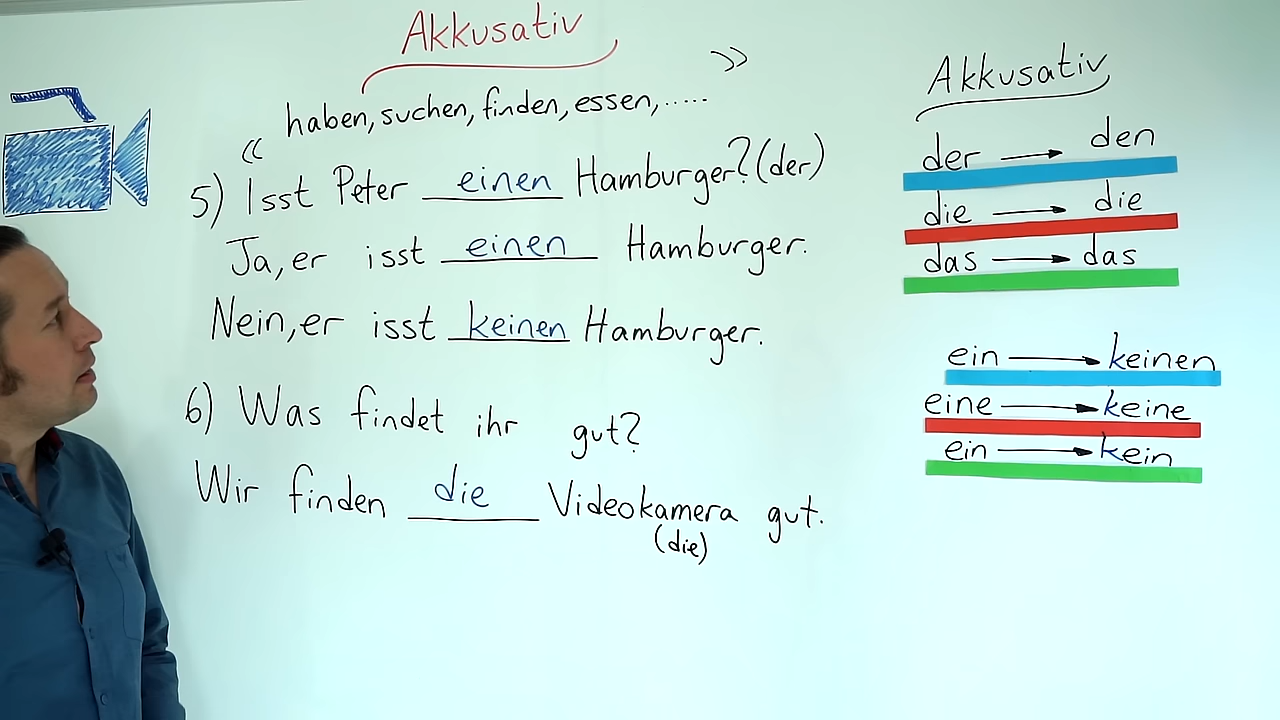 Akkusativ
»
haben, suchen, finden, essen, .....
«
5) Isst Peter einen Hamburger? (der)
Ja, er isst einen Hamburger.
Nein, er isst keinen Hamburger.
6) Was findet ihr gut?
Wir finden die Videokamera gut.
(die)
Akkusativ
der → den
die → die
das → das
ein → keinen
eine → keine
ein → kein